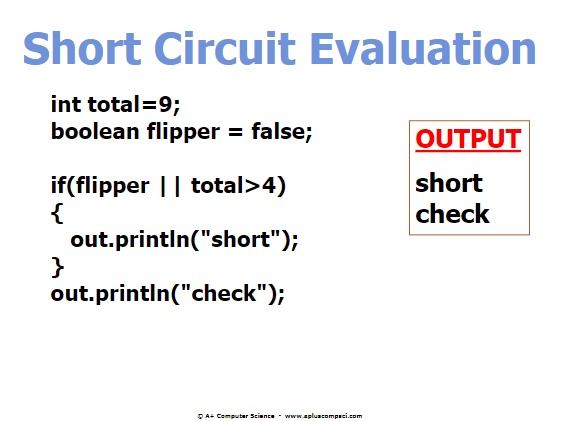 Short Circuit Evaluation
int total=9;
boolean flipper = false;
if(flipper || total>4)
{
out.println("short");
}
out.println("check");
OUTPUT
short
check
© A+ Computer Science - www.apluscompsci.com